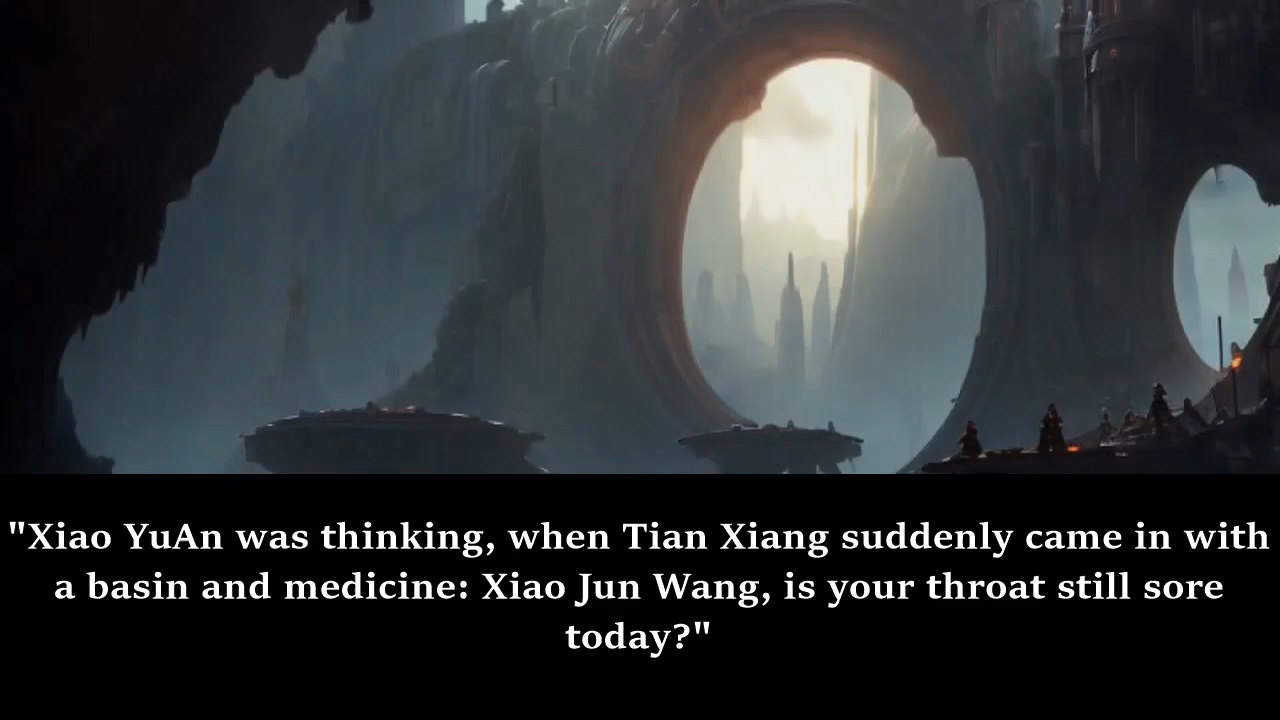 "Xiao YuAn was thinking, when Tian Xiang suddenly came in with
a basin and medicine: Xiao Jun Wang, is your throat still sore
today?"